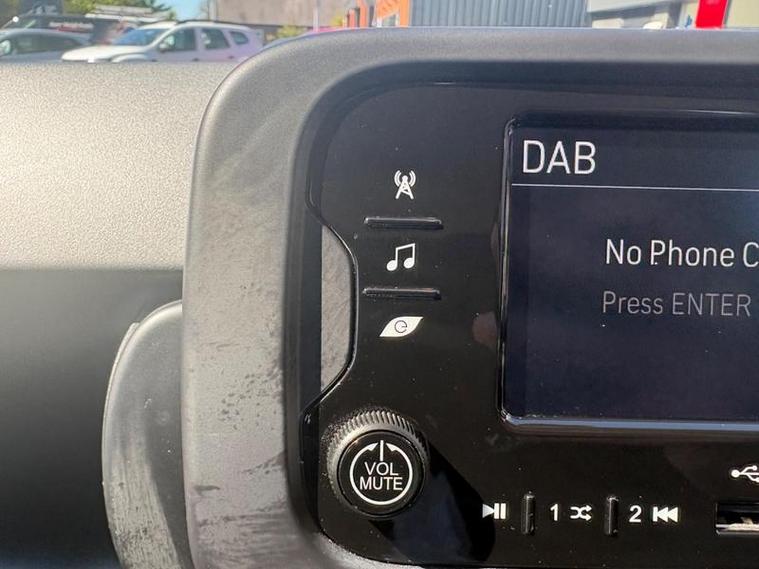 DAB
No Phone C
Press ENTER
VOL
MUTE
1
2